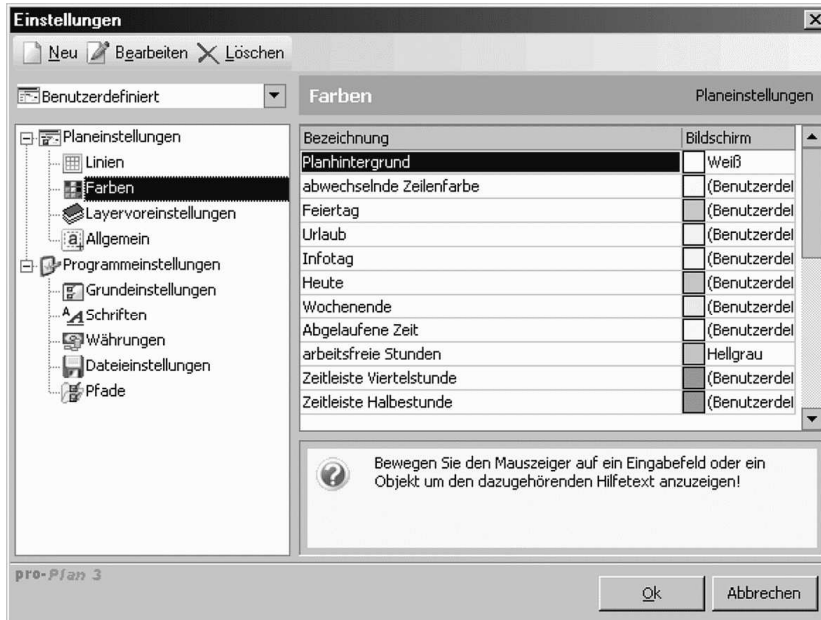 Einstellungen
Neu Bearbeiten Löschen
Benutzerdefiniert
Farben Planeinstellungen
Planeinstellungen
Linien
Farben
Layervoreinstellungen
Allgemein
Programmeinstellungen
Grundeinstellungen
Schriften
Währungen
Dateieinstellungen
Pfade
Bezeichnung Bildschirm
Planhintergrund Weiß
abwechselnde Zeilenfarbe (Benutzerdel
Feiertag (Benutzerdel
Urlaub (Benutzerdel
Infotag (Benutzerdel
Heute (Benutzerdel
Wochenende (Benutzerdel
Abgelaufene Zeit (Benutzerdel
arbeitsfreie Stunden Hellgrau
Zeitleiste Viertelstunde (Benutzerdel
Zeitleiste Halbestunde (Benutzerdel
Bewegen Sie den Mauszeiger auf ein Eingabefeld oder ein
Objekt um den dazugehörenden Hilfetext anzuzeigen!
pro-Plan 3
Ok Abbrechen